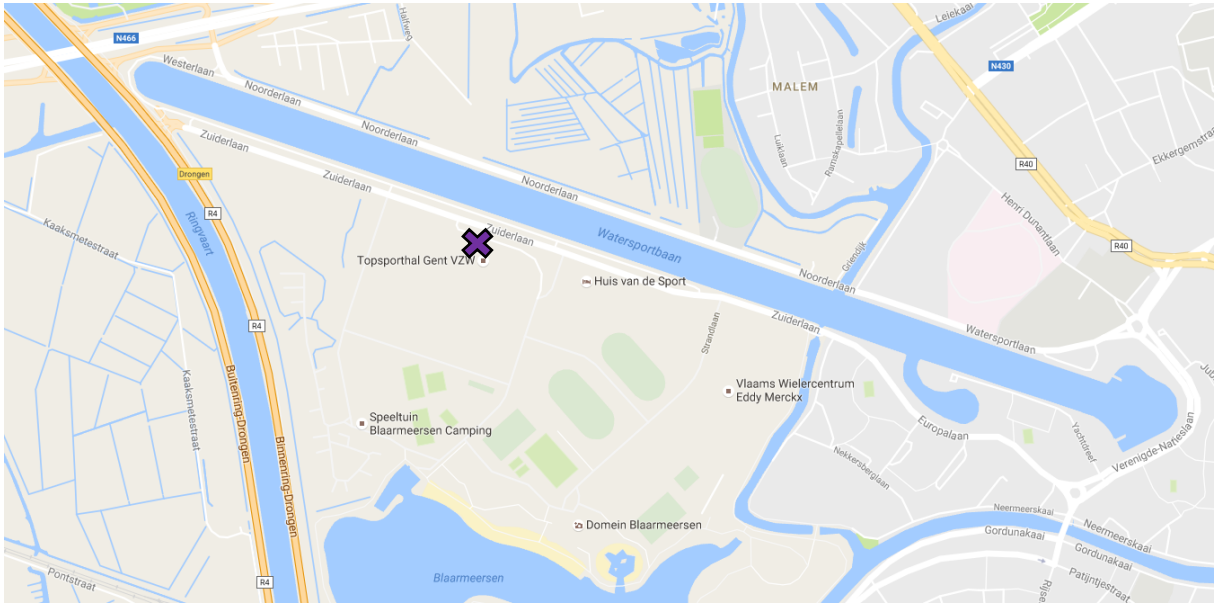 N466
Halfweg
Leiekaai
N430
Westerlaan
Noorderlaan
MALEM
Noorderlaan
Zuiderlaan
Luiklaan
Ramskapellelaan
Ekkergemstraat
R40
Drongen
Zuiderlaan
Noorderlaan
Henri Dunantlaan
R4
Ringvaart
Kaaksmetestraat
Zuiderlaan
Watersportbaan
Griendijk
R40
Topsporthal Gent VZW
Huis van de Sport
Noorderlaan
R4
Strandlaan
Zuiderlaan
Watersportlaan
Buitenring-Drongen
Kaaksmetestraat
Vlaams Wielercentrum
Eddy Merckx
Speeltuin
Blaarmeersen Camping
Binnenring-Drongen
Europalaan
Yachtdreef
Verenigde-Natieslaan
Nekkersberglaan
Neermeerskaai
Neermeerskaai
Domein Blaarmeersen
Gordunakaai
Gordunakaai
Pontstraat
R4
Blaarmeersen
Patijntjestraat